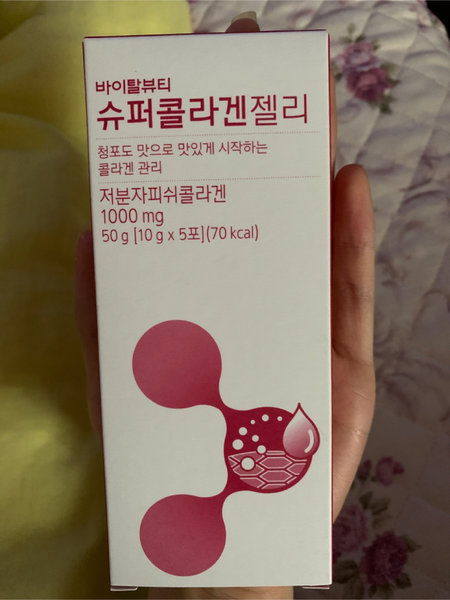 바이탈뷰티
슈퍼콜라겐젤리
청포도 맛으로 맛있게 시작하는
콜라겐 관리
저분자피쉬콜라겐
1000 mg
50 g [10 g x 5포](70 kcal)